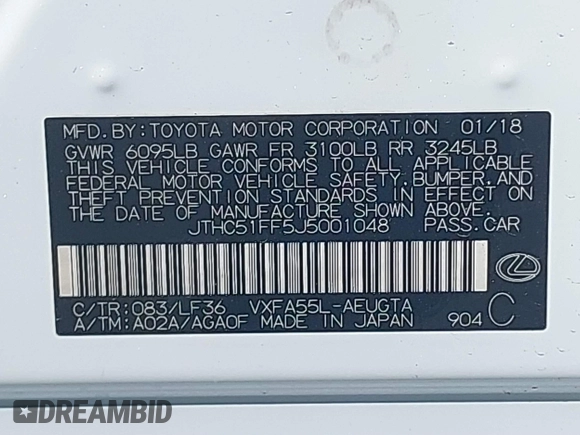 MFD.BY:TOYOTA MOTOR CORPORATION 01/18
GVWR 6095LB GAWR FR 3100LB RR 3245LB
THIS VEHICLE CONFORMS TO ALL APPLICABLE
FEDERAL MOTOR VEHICLE SAFETY, BUMPER, AND
THEFT PREVENTION STANDARDS IN EFFECT ON
THE DATE OF MANUFACTURE SHOWN ABOVE.
JTHC51FF5J5001048 PASS.CAR
C/TR:083/LF36 VXFA55L-AEUGTA
A/TM:A02A/AGA0F MADE IN JAPAN 904 C
DREAMBID